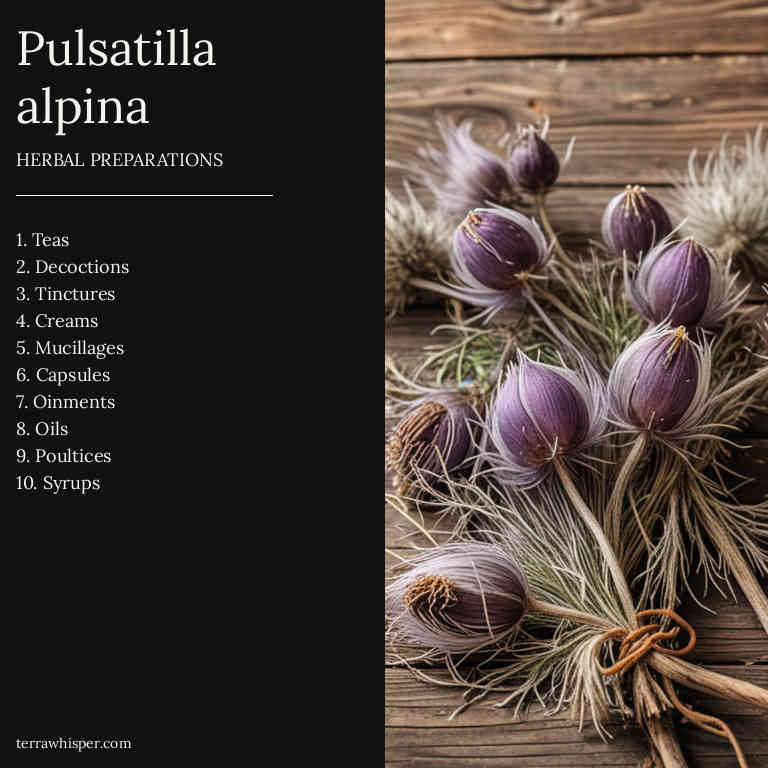 Pulsatilla
alpina
HERBAL PREPARATIONS
1. Teas
2. Decoctions
3. Tinctures
4. Creams
5. Mucillages
6. Capsules
7. Oinments
8. Oils
9. Poultices
10. Syrups
terrawhisper.com